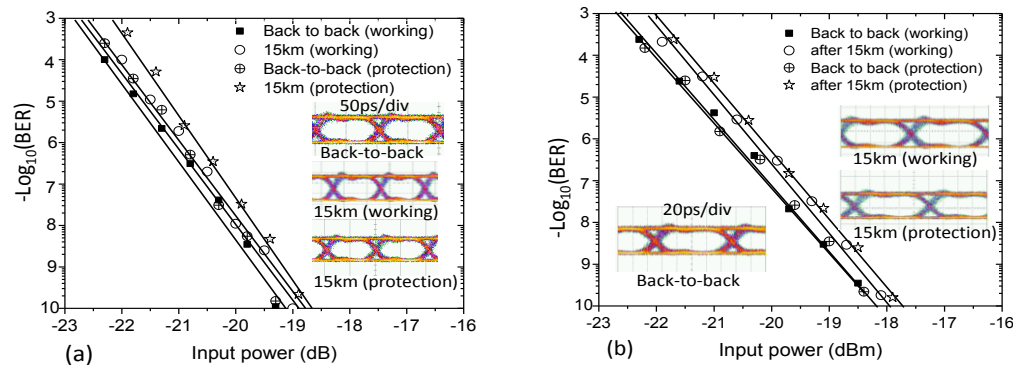 3
4
5
6
7
8
9
10
-Log10(BER)
-23 -22 -21 -20 -19 -18 -17 -16
Input power (dB)
(a)
Back to back (working)
15km (working)
Back-to-back (protection)
15km (protection)
50ps/div
Back-to-back
15km (working)
15km (protection)
3
4
5
6
7
8
9
10
-Log10(BER)
-23 -22 -21 -20 -19 -18 -17 -16
Input power (dBm)
(b)
Back to back (working)
after 15km (working)
Back to back (protection)
after 15km (protection)
15km (working)
15km (protection)
20ps/div
Back-to-back